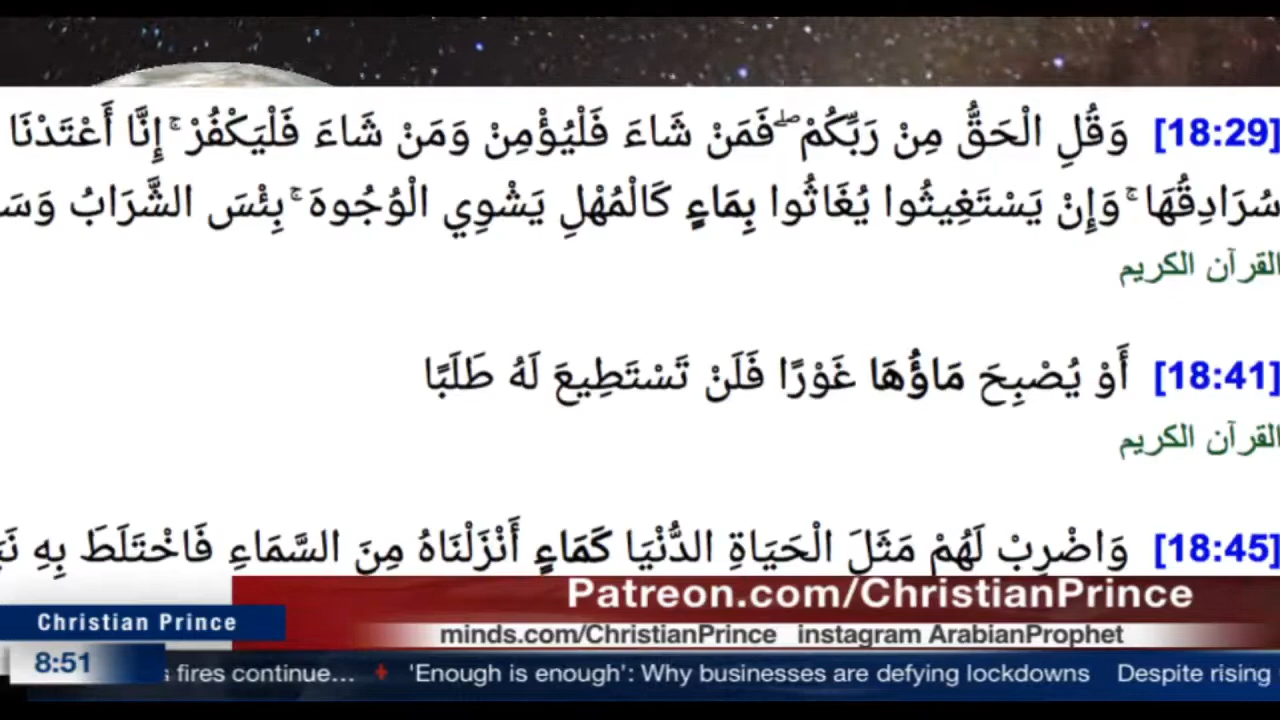 [18:29] وَقُلِ الْحَقُّ مِنْ رَبِّكُمْ ۖ فَمَنْ شَاءَ فَلْيُؤْمِنْ وَمَنْ شَاءَ فَلْيَكْفُرْ ۚ إِنَّا أَعْتَدْنَا
سُرَادِقُهَا ۚ وَإِنْ يَسْتَغِيثُوا يُغَاثُوا بِمَاءٍ كَالْمُهْلِ يَشْوِي الْوُجُوهَ ۚ بِئْسَ الشَّرَابُ
القرآن الكريم
[18:41] أَوْ يُصْبِحَ مَاؤُهَا غَوْرًا فَلَنْ تَسْتَطِيعَ لَهُ طَلَبًا
القرآن الكريم
[18:45] وَاضْرِبْ لَهُمْ مَثَلَ الْحَيَاةِ الدُّنْيَا كَمَاءٍ أَنْزَلْنَاهُ مِنَ السَّمَاءِ فَاخْتَلَطَ بِهِ
Patreon.com/ChristianPrince
Christian Prince
minds.com/ChristianPrince instagram ArabianProphet
8:51
fires continue... + 'Enough is enough': Why businesses are defying lockdowns Despite rising